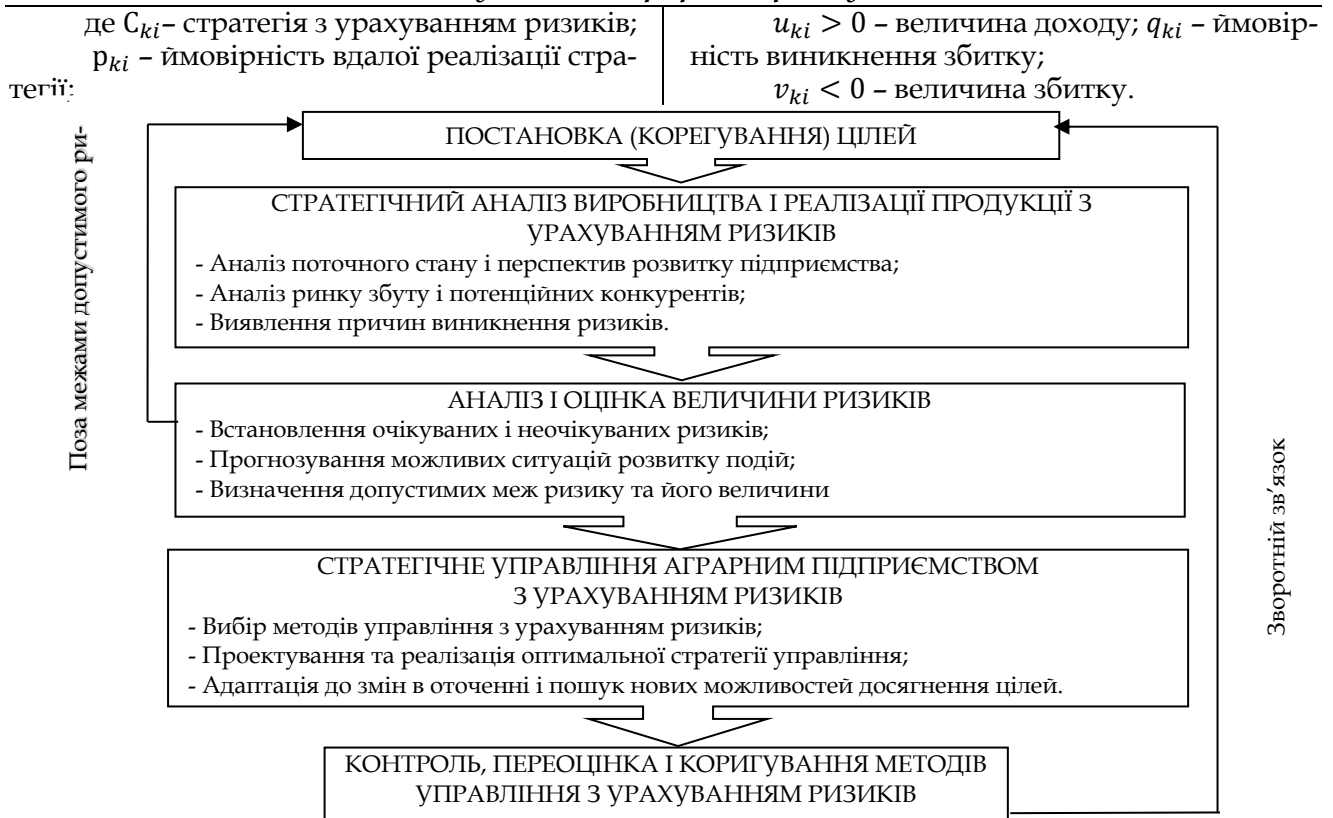 де C_{ki}– стратегія з урахуванням ризиків;
p_{ki} – ймовірність вдалої реалізації стра-
тегії;
u_{ki} > 0 – величина доходу; q_{ki} – ймовір-
ність виникнення збитку;
v_{ki} < 0 – величина збитку.
Поза межами допустимого ри-
ПОСТАНОВКА (КОРЕГУВАННЯ) ЦІЛЕЙ
СТРАТЕГІЧНИЙ АНАЛІЗ ВИРОБНИЦТВА І РЕАЛІЗАЦІЇ ПРОДУКЦІЇ З
УРАХУВАННЯМ РИЗИКІВ
- Аналіз поточного стану і перспектив розвитку підприємства;
- Аналіз ринку збуту і потенційних конкурентів;
- Виявлення причин виникнення ризиків.
АНАЛІЗ І ОЦІНКА ВЕЛИЧИНИ РИЗИКІВ
- Встановлення очікуваних і неочікуваних ризиків;
- Прогнозування можливих ситуацій розвитку подій;
- Визначення допустимих меж ризику та його величини
СТРАТЕГІЧНЕ УПРАВЛІННЯ АГРАРНИМ ПІДПРИЄМСТВОМ
З УРАХУВАННЯМ РИЗИКІВ
- Вибір методів управління з урахуванням ризиків;
- Проектування та реалізація оптимальної стратегії управління;
- Адаптація до змін в оточенні і пошук нових можливостей досягнення цілей.
КОНТРОЛЬ, ПЕРЕОЦІНКА І КОРИГУВАННЯ МЕТОДІВ
УПРАВЛІННЯ З УРАХУВАННЯМ РИЗИКІВ
Зворотній зв’язок